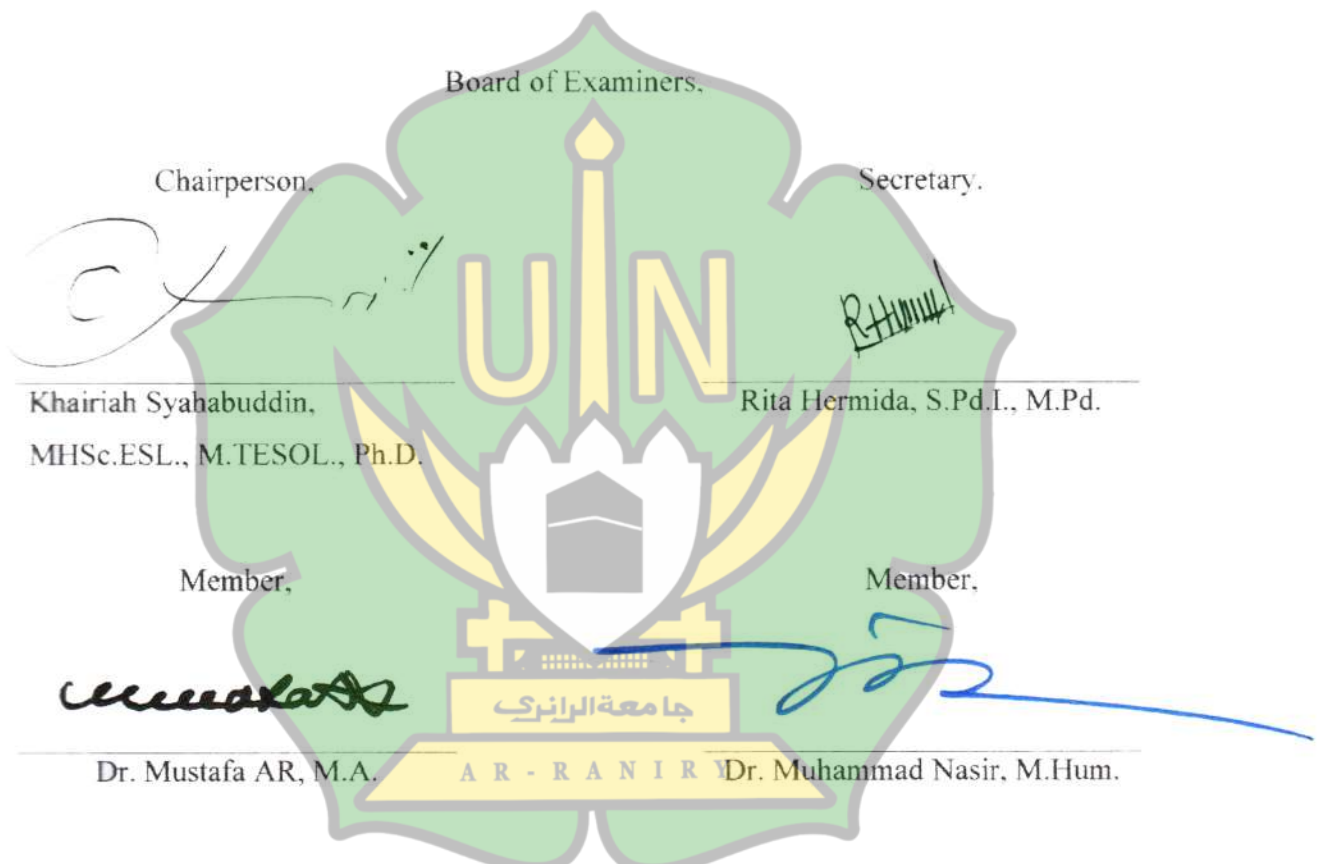 Board of Examiners,
Chairperson,
Secretary.
UIN
Khairiah Syahabuddin,
MHSc.ESL., M.TESOL., Ph.D.
Rita Hermida, S.Pd.I., M.Pd.
Member,
Member,
جامعة الرانري
Dr. Mustafa AR, M.A.
AR-RANIRY
Dr. Muhammad Nasir, M.Hum.